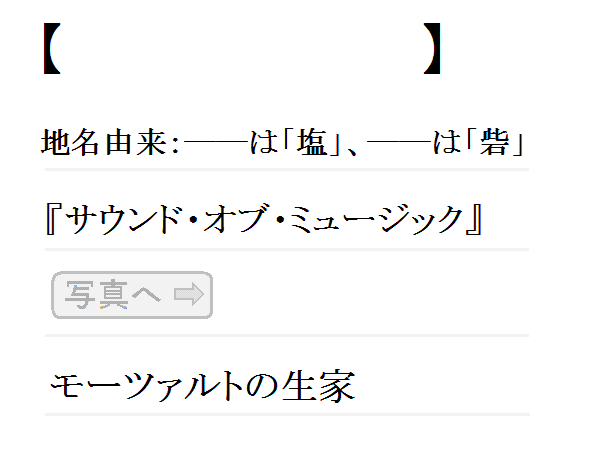 【 】
地名由来:――は「塩」、――は「砦」
『サウンド・オブ・ミュージック』
写真へ ⇨
モーツァルトの生家